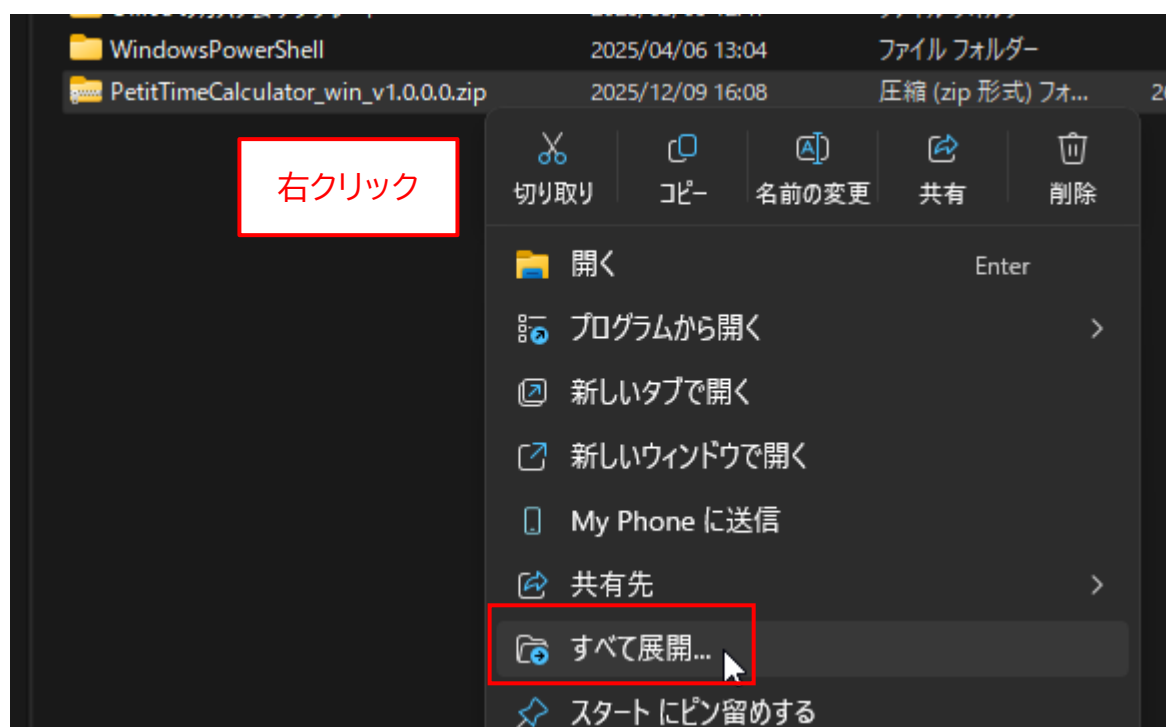 WindowsPowerShell 2025/04/06 13:04 ファイル フォルダー
PetitTimeCalculator_win_v1.0.0.0.zip 2025/12/09 16:08 圧縮 (zip 形式) フォ...
右クリック
切り取り コピー 名前の変更 共有 削除
開く Enter
プログラムから開く
新しいタブで開く
新しいウィンドウで開く
My Phone に送信
共有先
すべて展開...
スタート にピン留めする